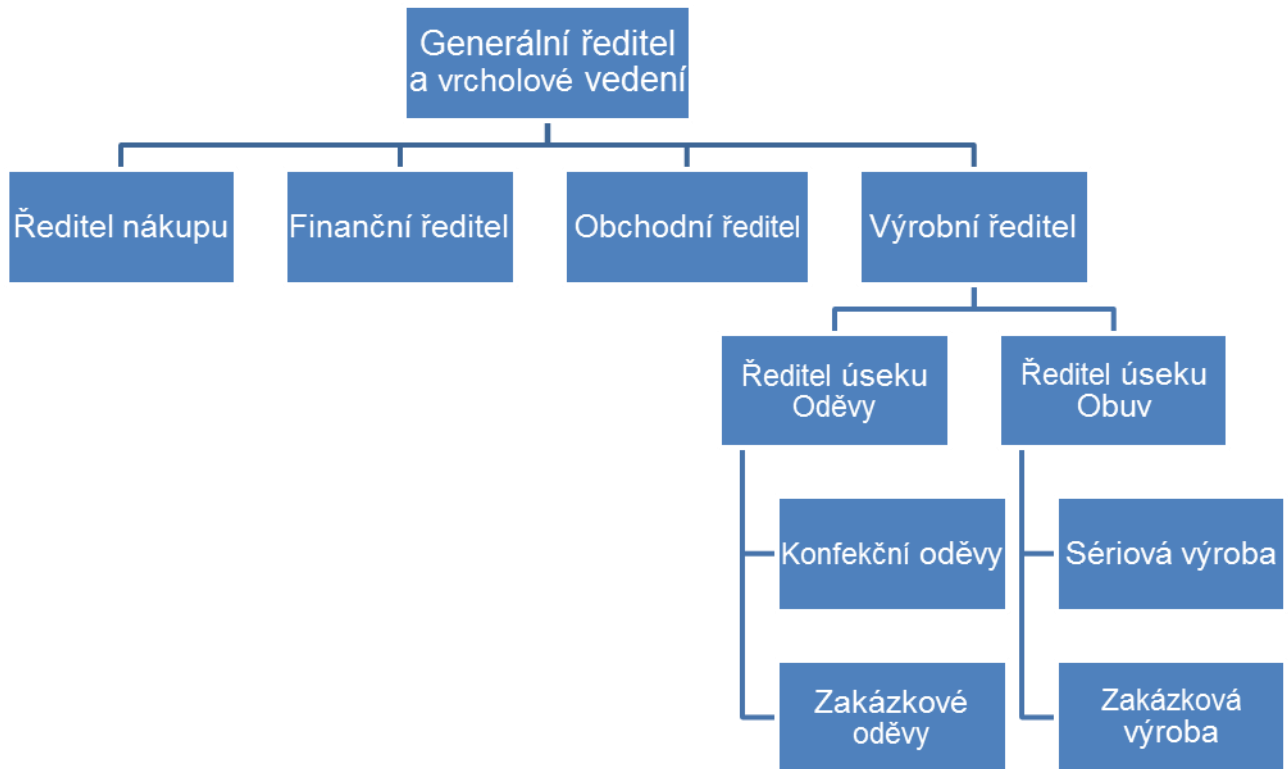 Generální ředitel
a vrcholové vedení
Ředitel nákupu
Finanční ředitel
Obchodní ředitel
Výrobní ředitel
Ředitel úseku
Oděvy
Ředitel úseku
Obuv
Konfekční oděvy
Sériová výroba
Zakázkové
oděvy
Zakázková
výroba